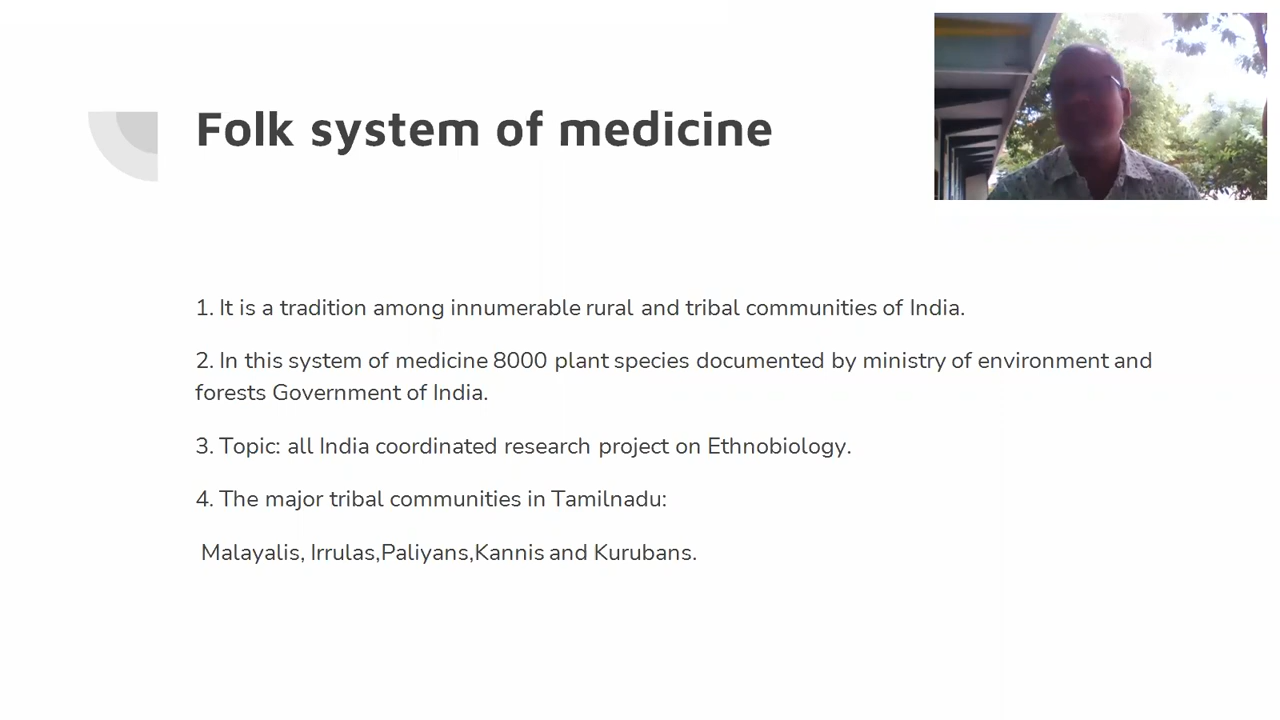 Folk system of medicine
1. It is a tradition among innumerable rural and tribal communities of India.
2. In this system of medicine 8000 plant species documented by ministry of environment and
forests Government of India.
3. Topic: all India coordinated research project on Ethnobiology.
4. The major tribal communities in Tamilnadu:
Malayalis, Irrulas,Paliyans,Kannis and Kurubans.